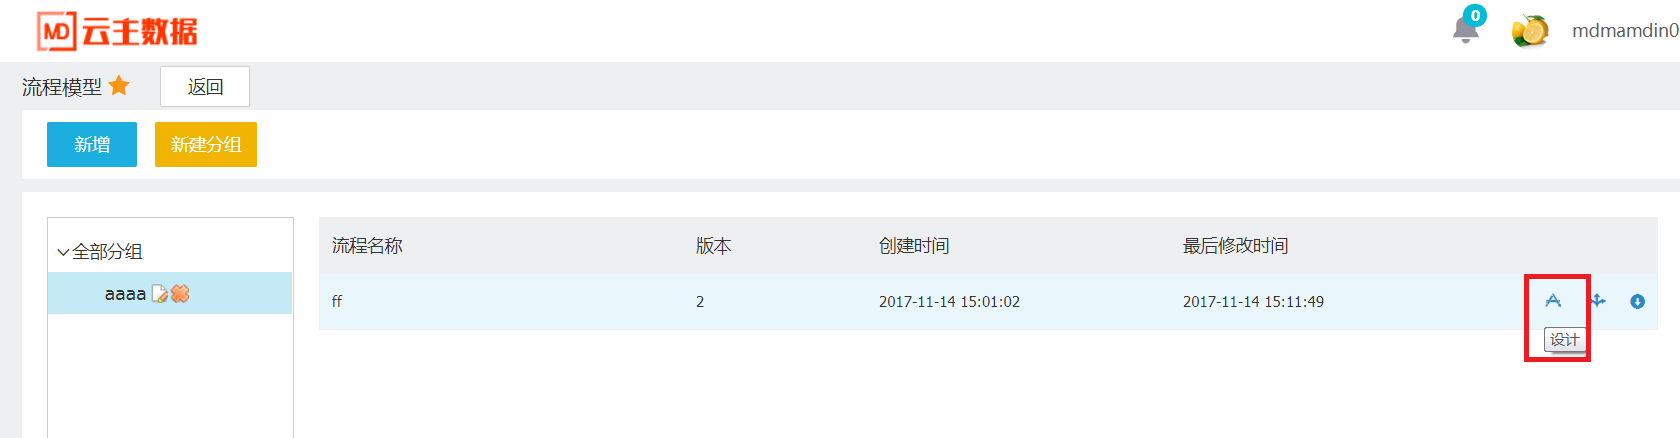 MD 云主数据
0
mdmamdin0
流程模型 返回
新增 新建分组
全部分组
aaaa
流程名称 版本 创建时间 最后修改时间
ff 2 2017-11-14 15:01:02 2017-11-14 15:11:49
设计